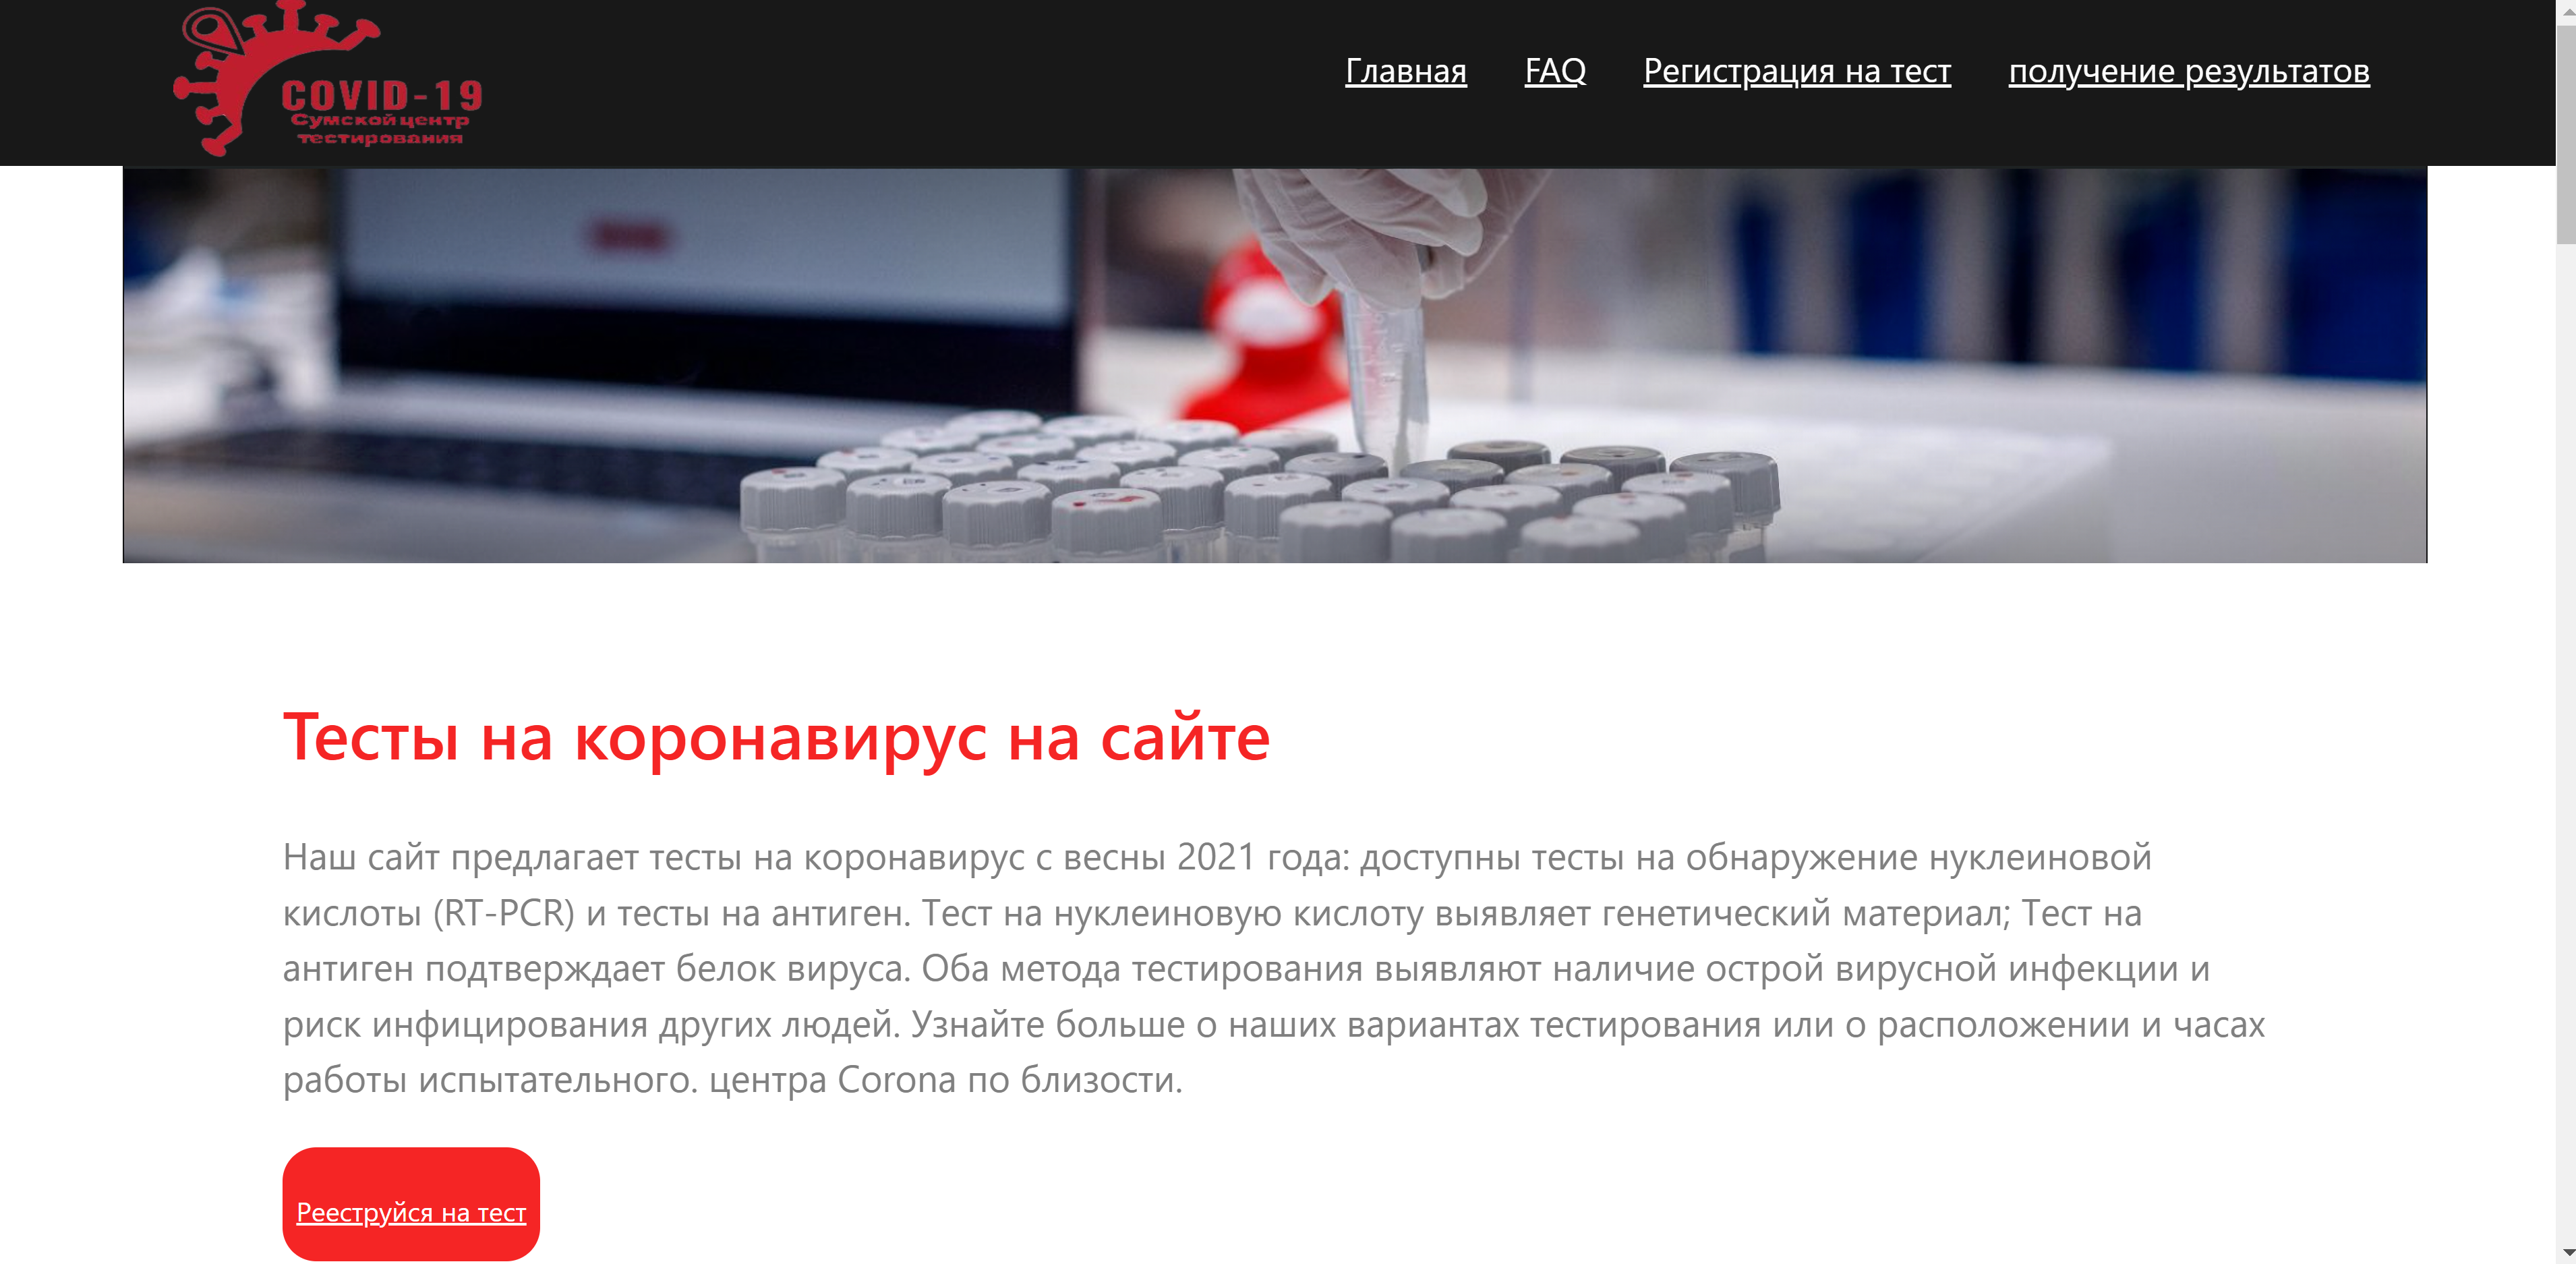 COVID-19
Сумской центр
тестирования
Главная FAQ Регистрация на тест получение результатов
Тесты на коронавирус на сайте
Наш сайт предлагает тесты на коронавирус с весны 2021 года: доступны тесты на обнаружение нуклеиновой
кислоты (RT-PCR) и тесты на антиген. Тест на нуклеиновую кислоту выявляет генетический материал; Тест на
антиген подтверждает белок вируса. Оба метода тестирования выявляют наличие острой вирусной инфекции и
риск инфицирования других людей. Узнайте больше о наших вариантах тестирования или о расположении и часах
работы испытательного. центра Corona по близости.
Рееструйся на тест